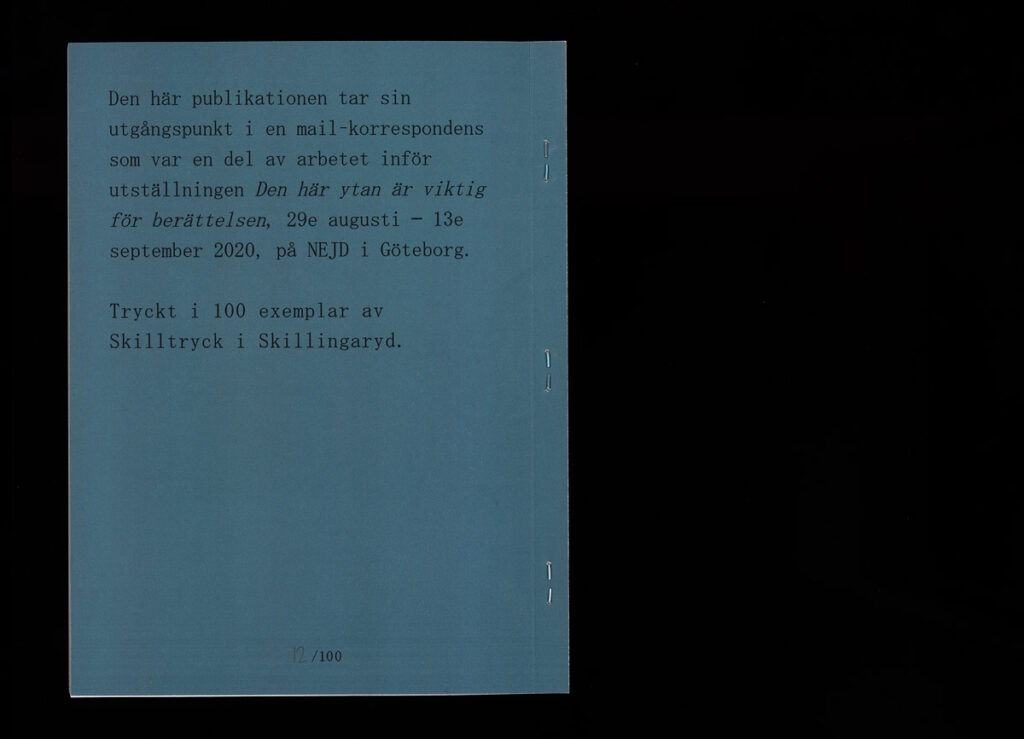 Den här publikationen tar sin
utgångspunkt i en mail-korrespondens
som var en del av arbetet inför
utställningen Den här ytan är viktig
för berättelsen, 29e augusti – 13e
september 2020, på NEJD i Göteborg.
Tryckt i 100 exemplar av
Skilltryck i Skillingaryd.
12/100